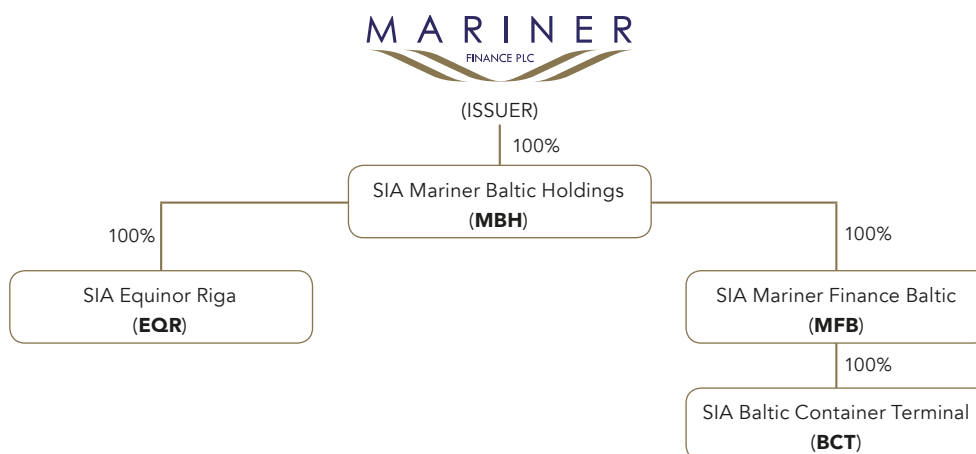 MARINER
FINANCE PLC
(ISSUER)
100%
SIA Mariner Baltic Holdings
(MBH)
100%
100%
SIA Equinor Riga
(EQR)
SIA Mariner Finance Baltic
(MFB)
100%
SIA Baltic Container Terminal
(BCT)